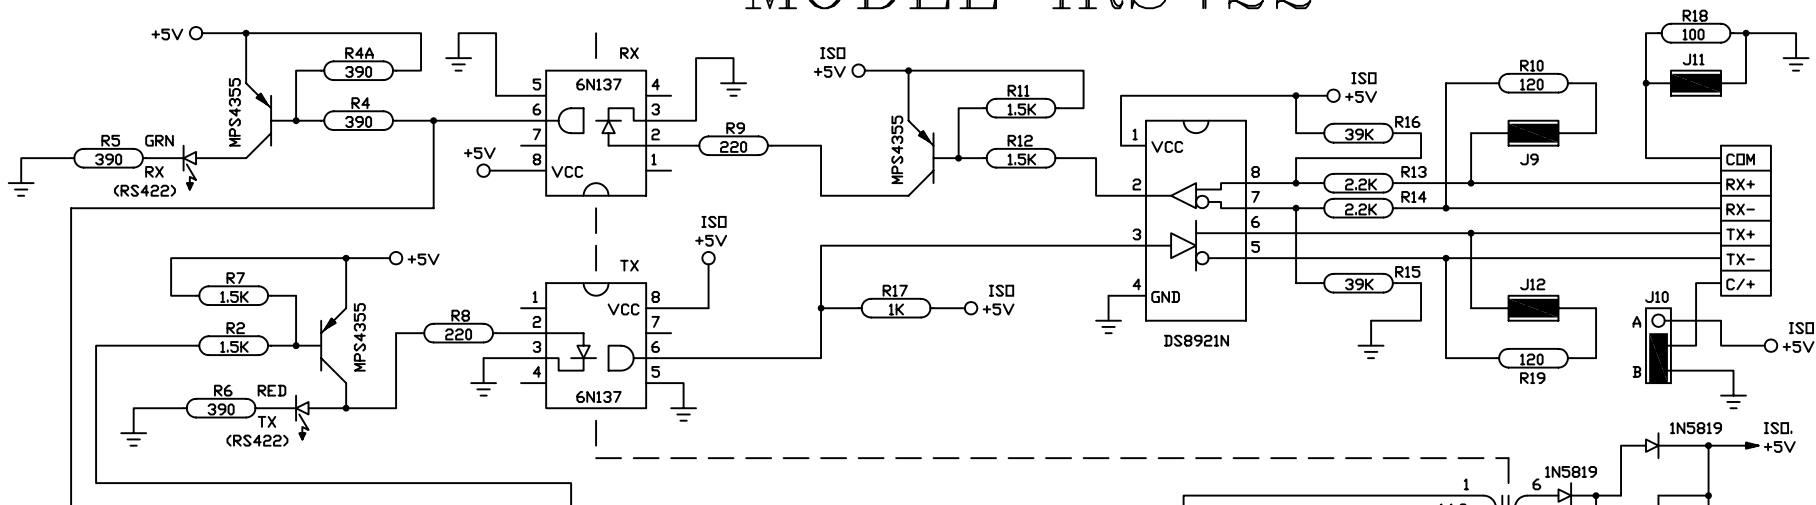 +5V
R4A
390
R4
390
MPS4355
R5
390
GRN
RX
(RS422)
RX
6N137
5
6
7
8
4
3
2
1
VCC
+5V
R9
220
ISO
+5V
MPS4355
R11
1.5K
R12
1.5K
ISO
+5V
1
VCC
2
3
4
GND
8
7
6
5
DS8921N
39K
R16
R13
2.2K
R14
2.2K
R15
39K
R10
120
J9
R18
100
J11
COM
RX+
RX-
TX+
TX-
C/+
J12
120
R19
J10
A
B
ISO
+5V
+5V
R7
1.5K
R2
1.5K
MPS4355
R6
390
RED
TX
(RS422)
R8
220
TX
ISO
+5V
1
2
3
4
VCC
8
7
6
5
6N137
R17
1K
ISO
+5V
1N5819
ISO.
+5V
1N5819
1
6